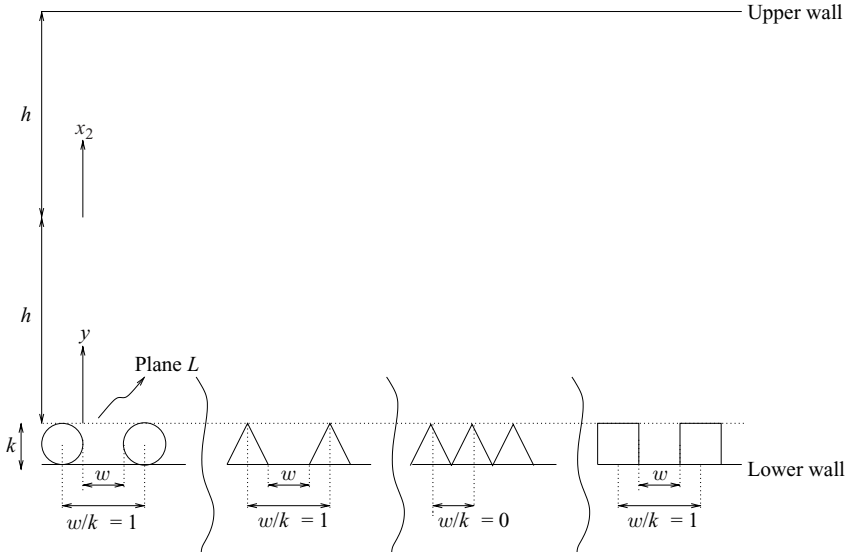 Upper wall
h
x2
h
y
Plane L
k
w
w
w
Lower wall
w/k = 1
w/k = 1
w/k = 0
w/k = 1